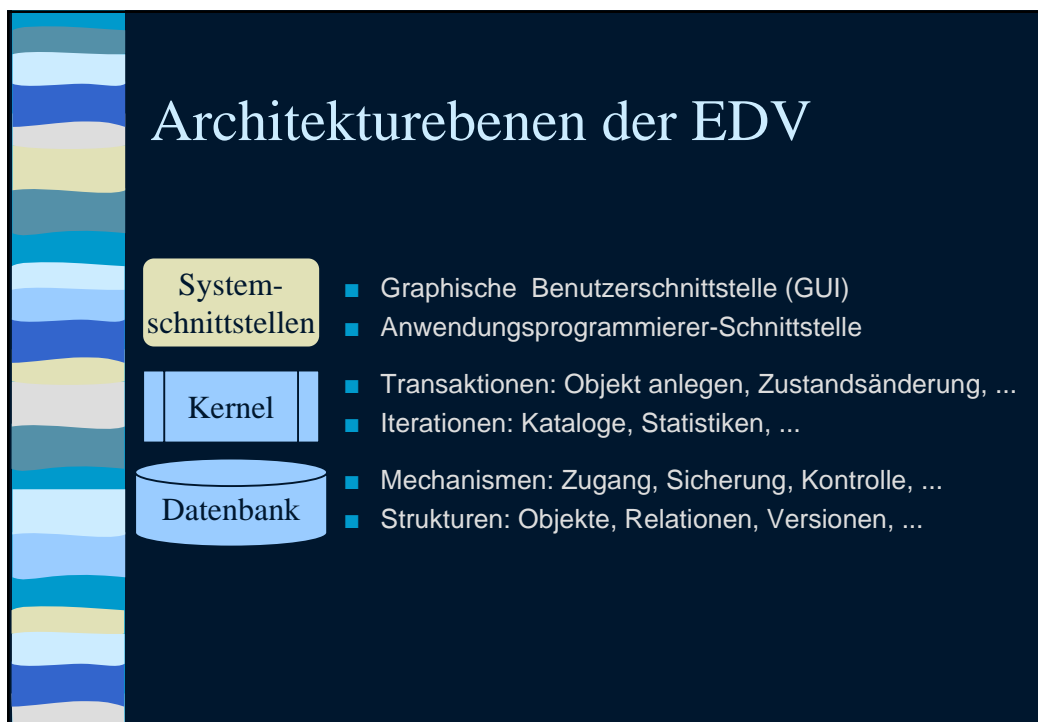 Architekturebenen der EDV
System-
schnittstellen
Graphische Benutzerschnittstelle (GUI)
Anwendungsprogrammierer-Schnittstelle
Kernel
Transaktionen: Objekt anlegen, Zustandsänderung, ...
Iterationen: Kataloge, Statistiken, ...
Datenbank
Mechanismen: Zugang, Sicherung, Kontrolle, ...
Strukturen: Objekte, Relationen, Versionen, ...